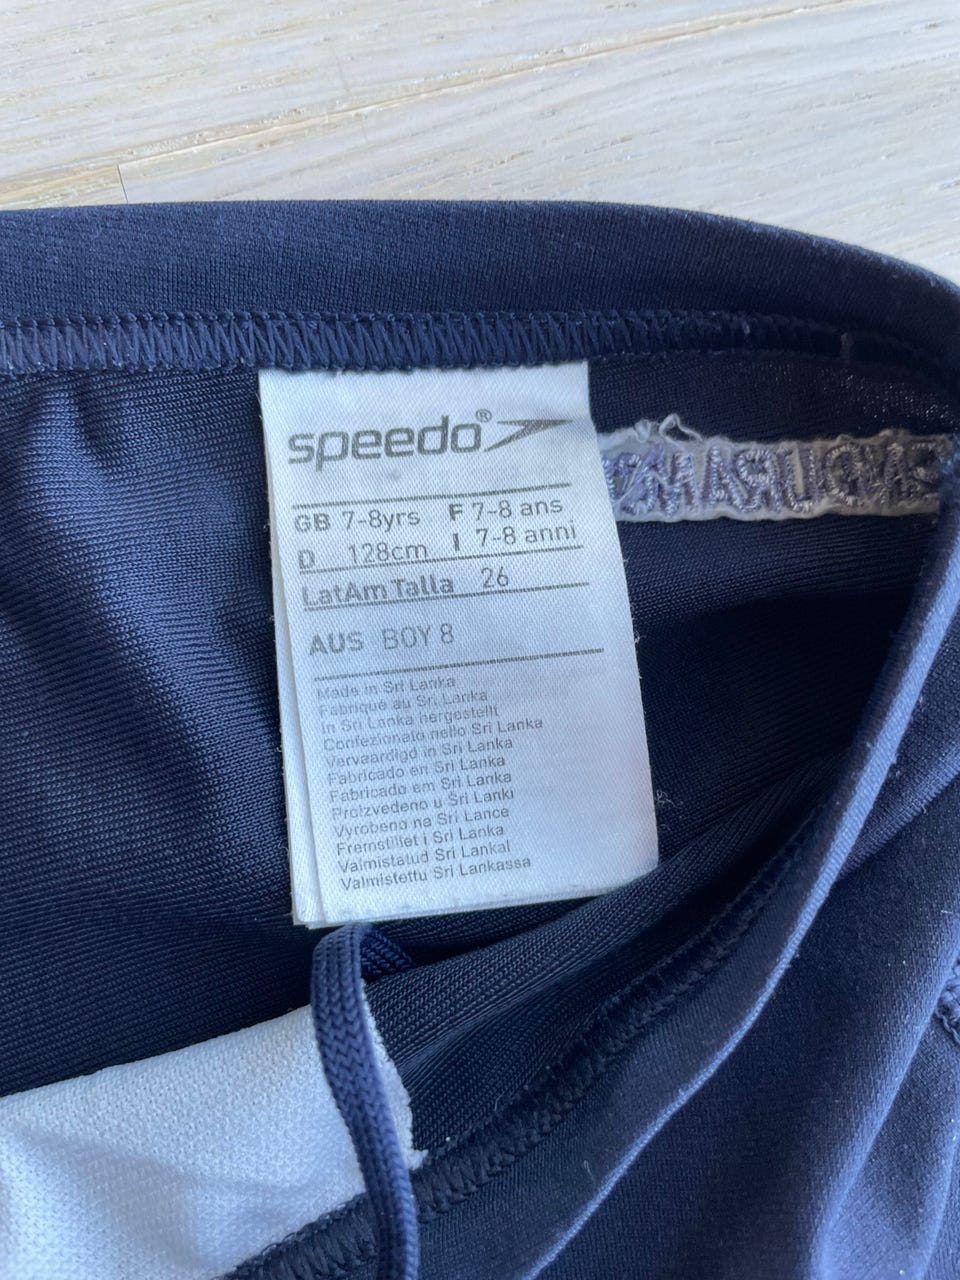 speedo®
GB 7-8yrs F 7-8 ans
D 128cm I 7-8 anni
LatAm Talla 26
AUS BOY 8
Made in Sri Lanka
Fabriqué au Sri Lanka
In Sri Lanka hergestellt
Confezionato nello Sri Lanka
Vervaardigd in Sri Lanka
Fabricado en Sri Lanka
Fabricado em Sri Lanka
Proizvedeno u Šri Lanki
Vyrobeno na Srí Lance
Fremstillet i Sri Lanka
Valmistatud Sri Lankal
Valmistettu Sri Lankassa